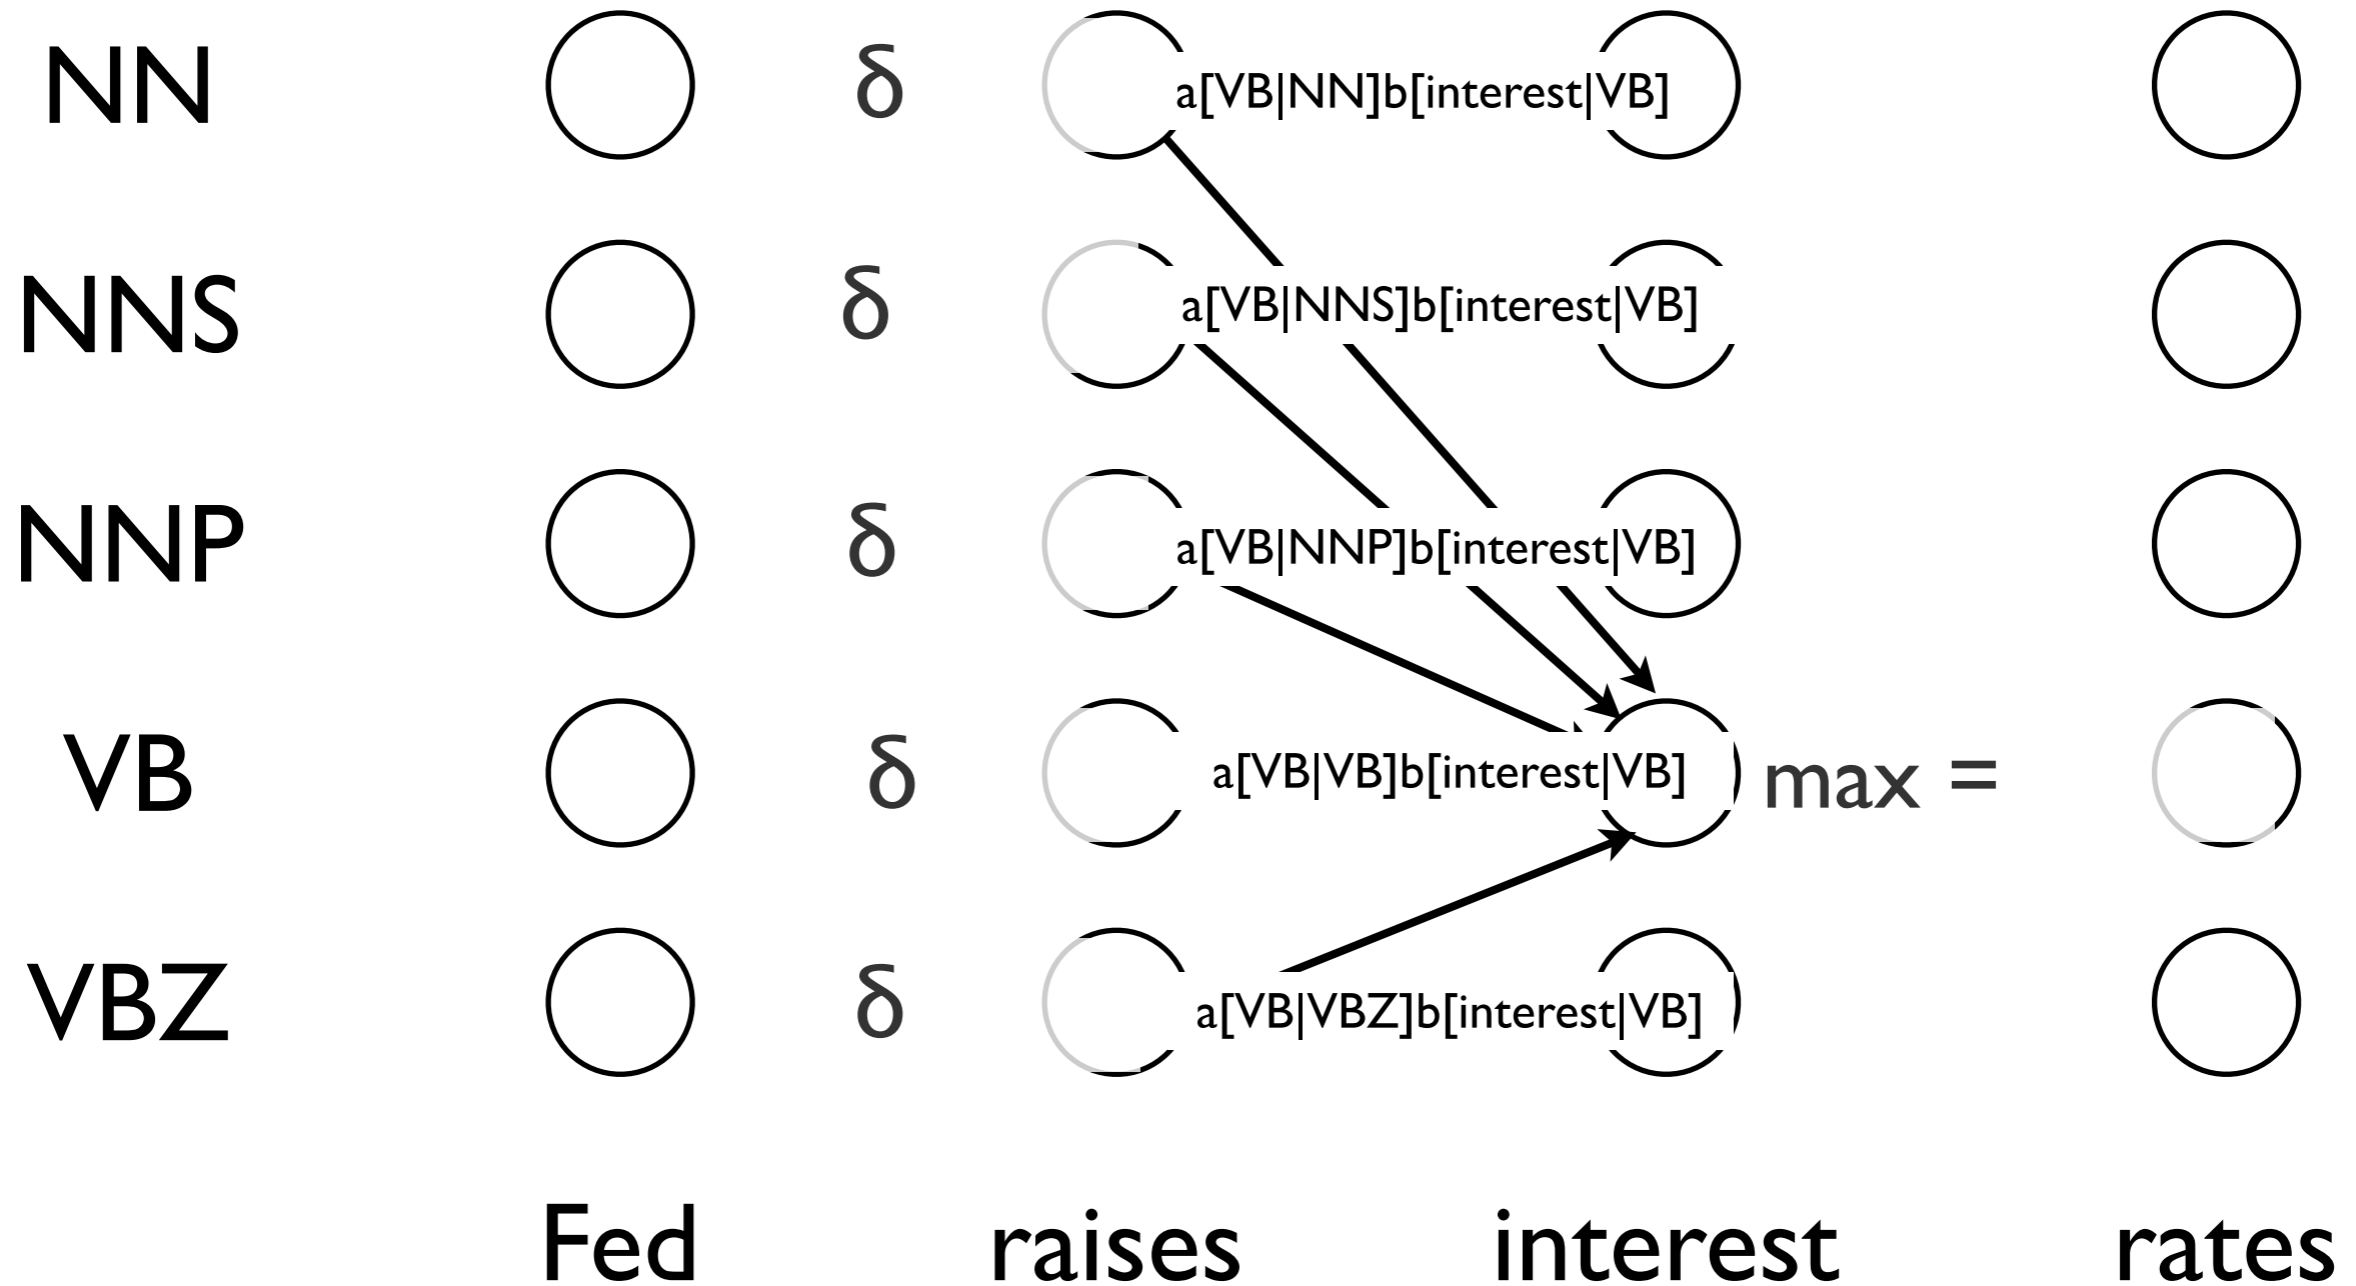 NN δ a[VB|NN]b[interest|VB]
NNS δ a[VB|NNS]b[interest|VB]
NNP δ a[VB|NNP]b[interest|VB]
VB δ a[VB|VB]b[interest|VB] max =
VBZ δ a[VB|VBZ]b[interest|VB]
Fed raises interest rates